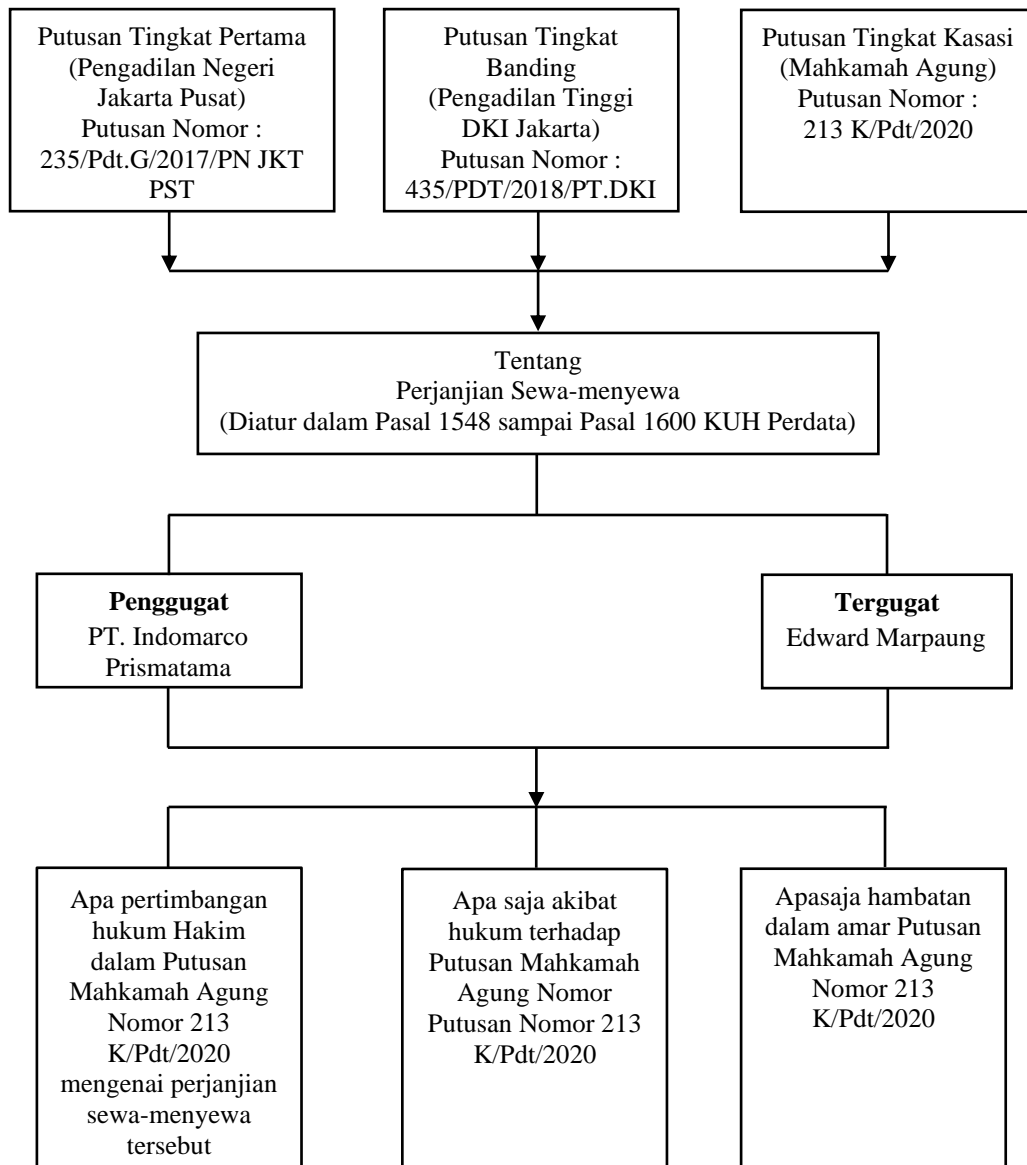 Putusan Tingkat Pertama
(Pengadilan Negeri
Jakarta Pusat)
Putusan Nomor :
235/Pdt.G/2017/PN JKT
PST
Putusan Tingkat
Banding
(Pengadilan Tinggi
DKI Jakarta)
Putusan Nomor :
435/PDT/2018/PT.DKI
Putusan Tingkat Kasasi
(Mahkamah Agung)
Putusan Nomor :
213 K/Pdt/2020
Tentang
Perjanjian Sewa-menyewa
(Diatur dalam Pasal 1548 sampai Pasal 1600 KUH Perdata)
Penggugat
PT. Indomarco
Prismatama
Tergugat
Edward Marpaung
Apa pertimbangan
hukum Hakim
dalam Putusan
Mahkamah Agung
Nomor 213
K/Pdt/2020
mengenai perjanjian
sewa-menyewa
tersebut
Apa saja akibat
hukum terhadap
Putusan Mahkamah
Agung Nomor
Putusan Nomor 213
K/Pdt/2020
Apasaja hambatan
dalam amar Putusan
Mahkamah Agung
Nomor 213
K/Pdt/2020